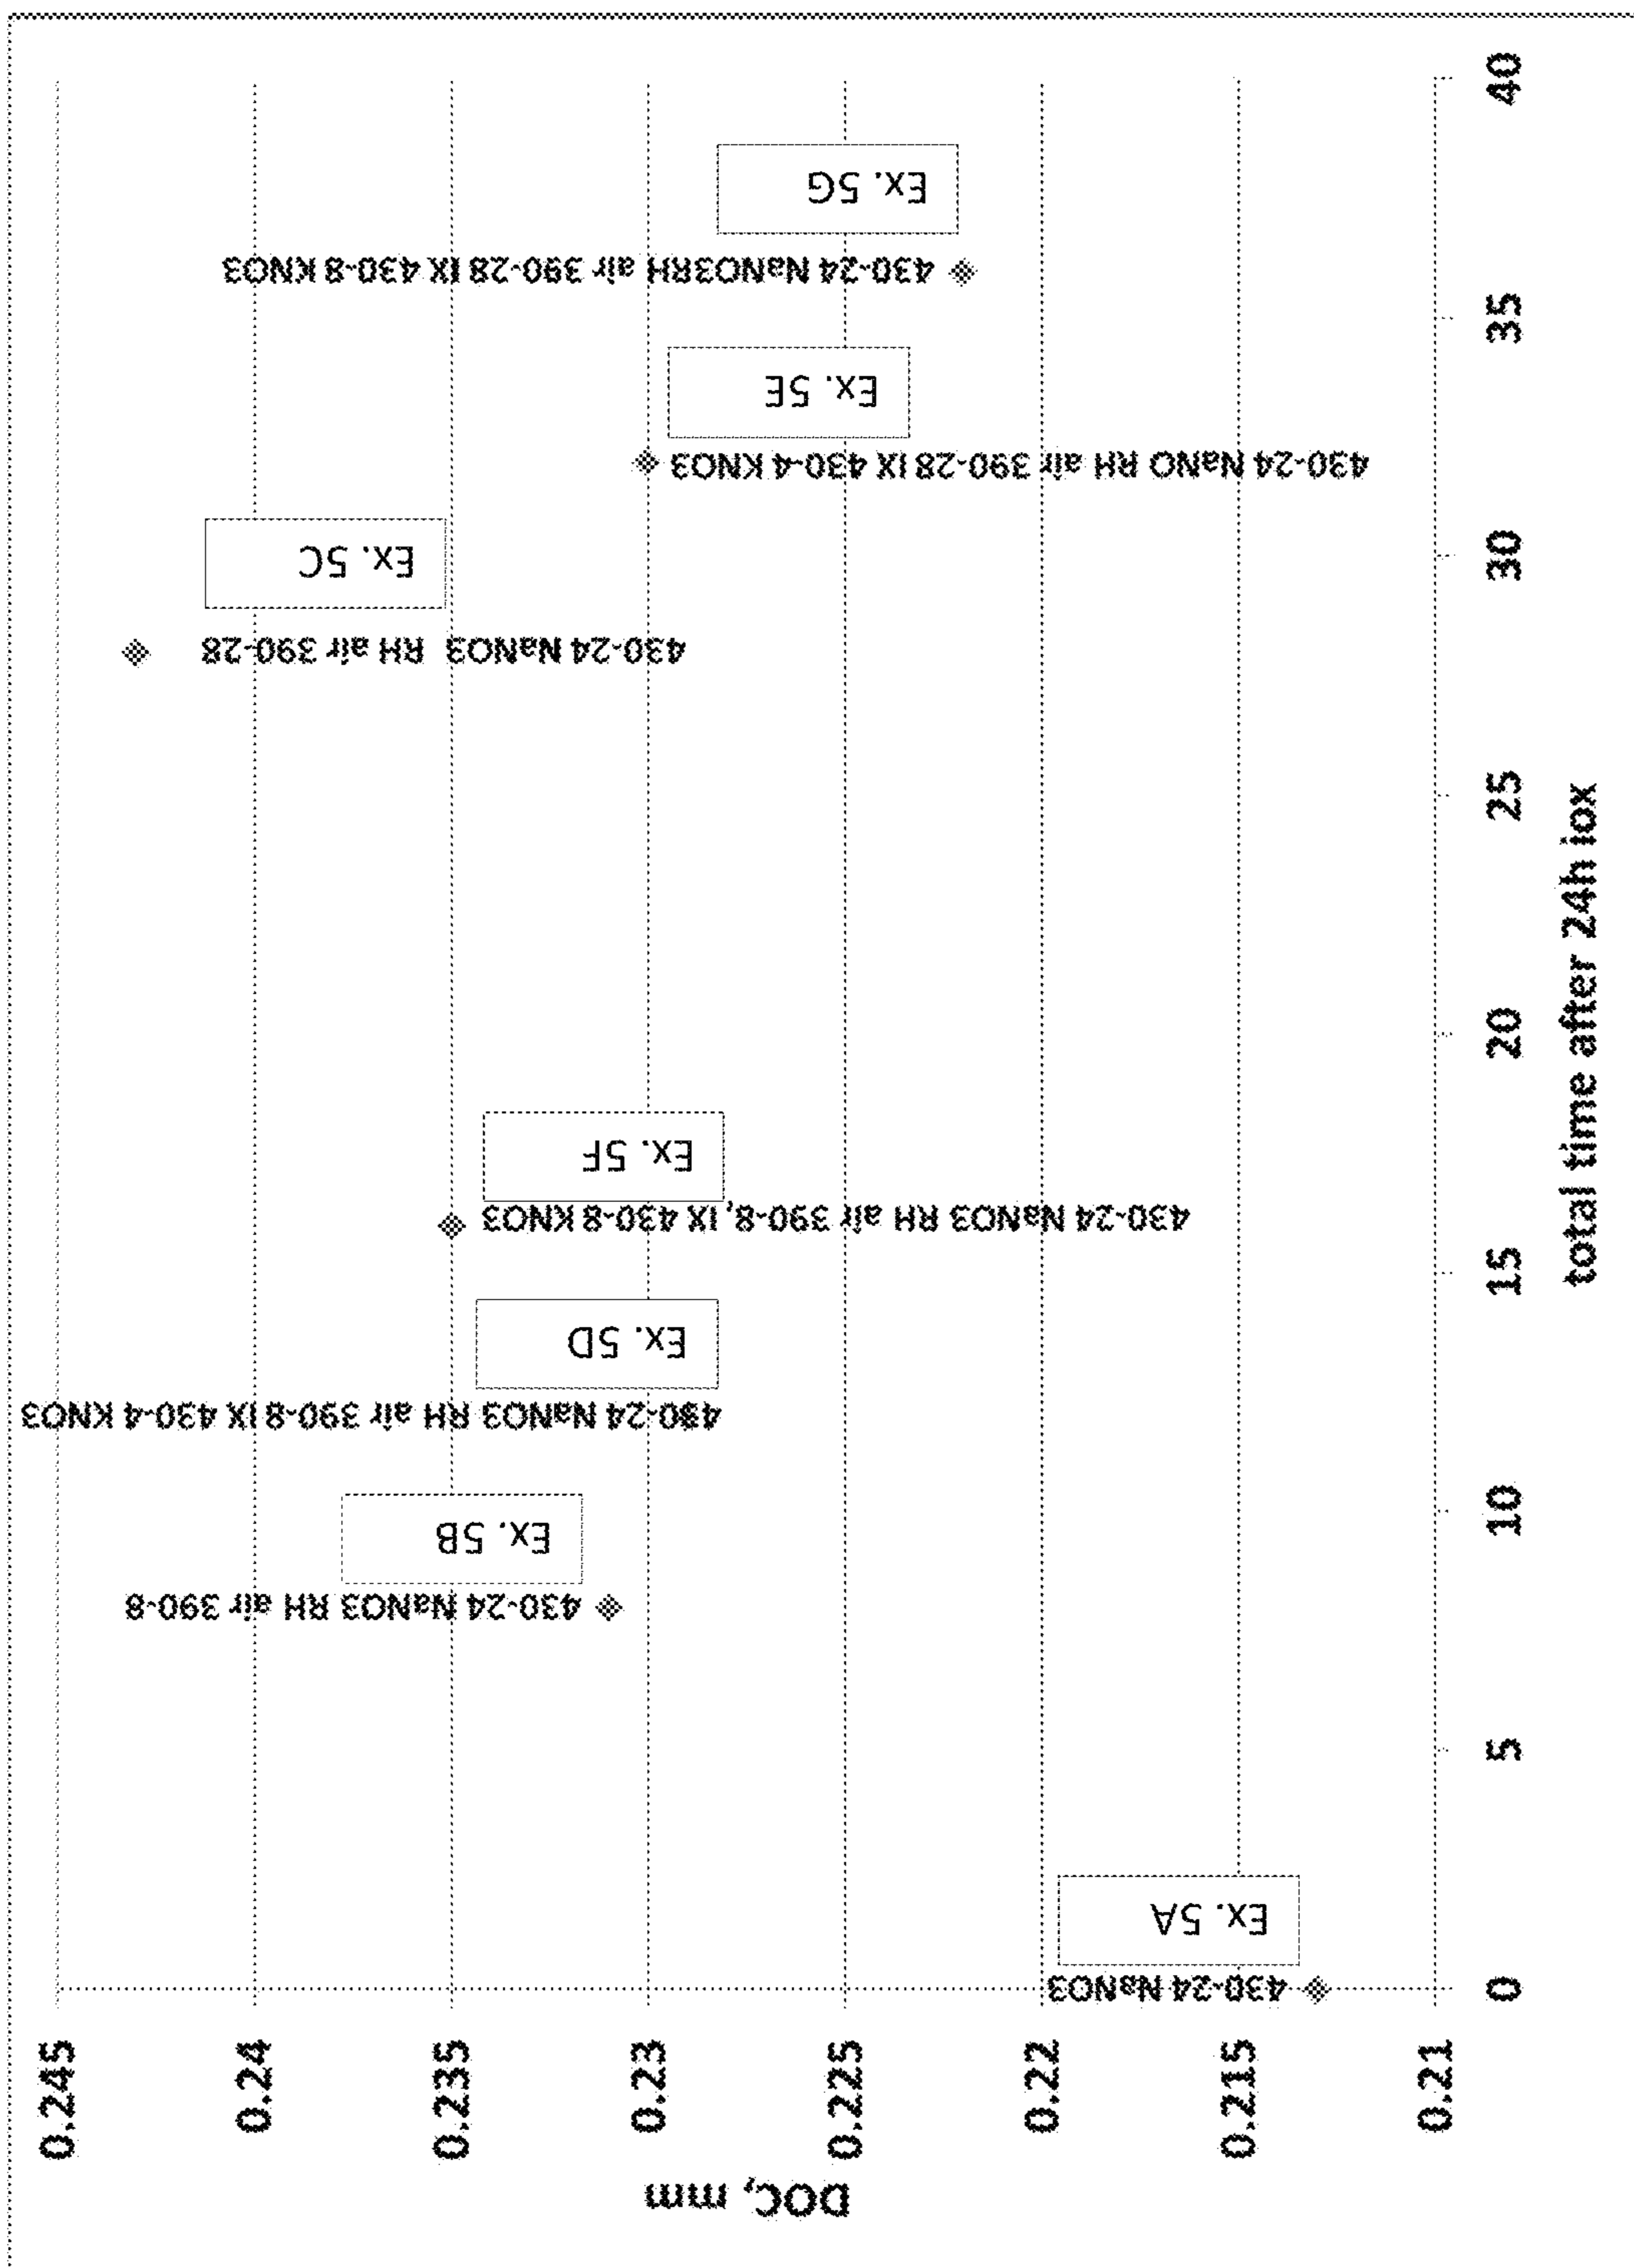 DOC, mm
0.245
0.24
0.235
0.23
0.225
0.22
0.215
0.21
430-24 NaNO3
Ex. 5A
430-24 NaNO3 RH air 390-8
Ex. 5B
430-24 NaNO3 RH air 390-8 IX 430-4 KNO3
Ex. 5D
430-24 NaNO3 RH air 390-8, IX 430-8 KNO3
Ex. 5F
430-24 NaNO3 RH air 390-28
Ex. 5C
430-24 NaNO RH air 390-28 IX 430-4 KNO3
Ex. 5E
430-24 NaNO3RH air 390-28 IX 430-8 KNO3
Ex. 5G
0
5
10
15
20
25
30
35
40
total time after 24h iox